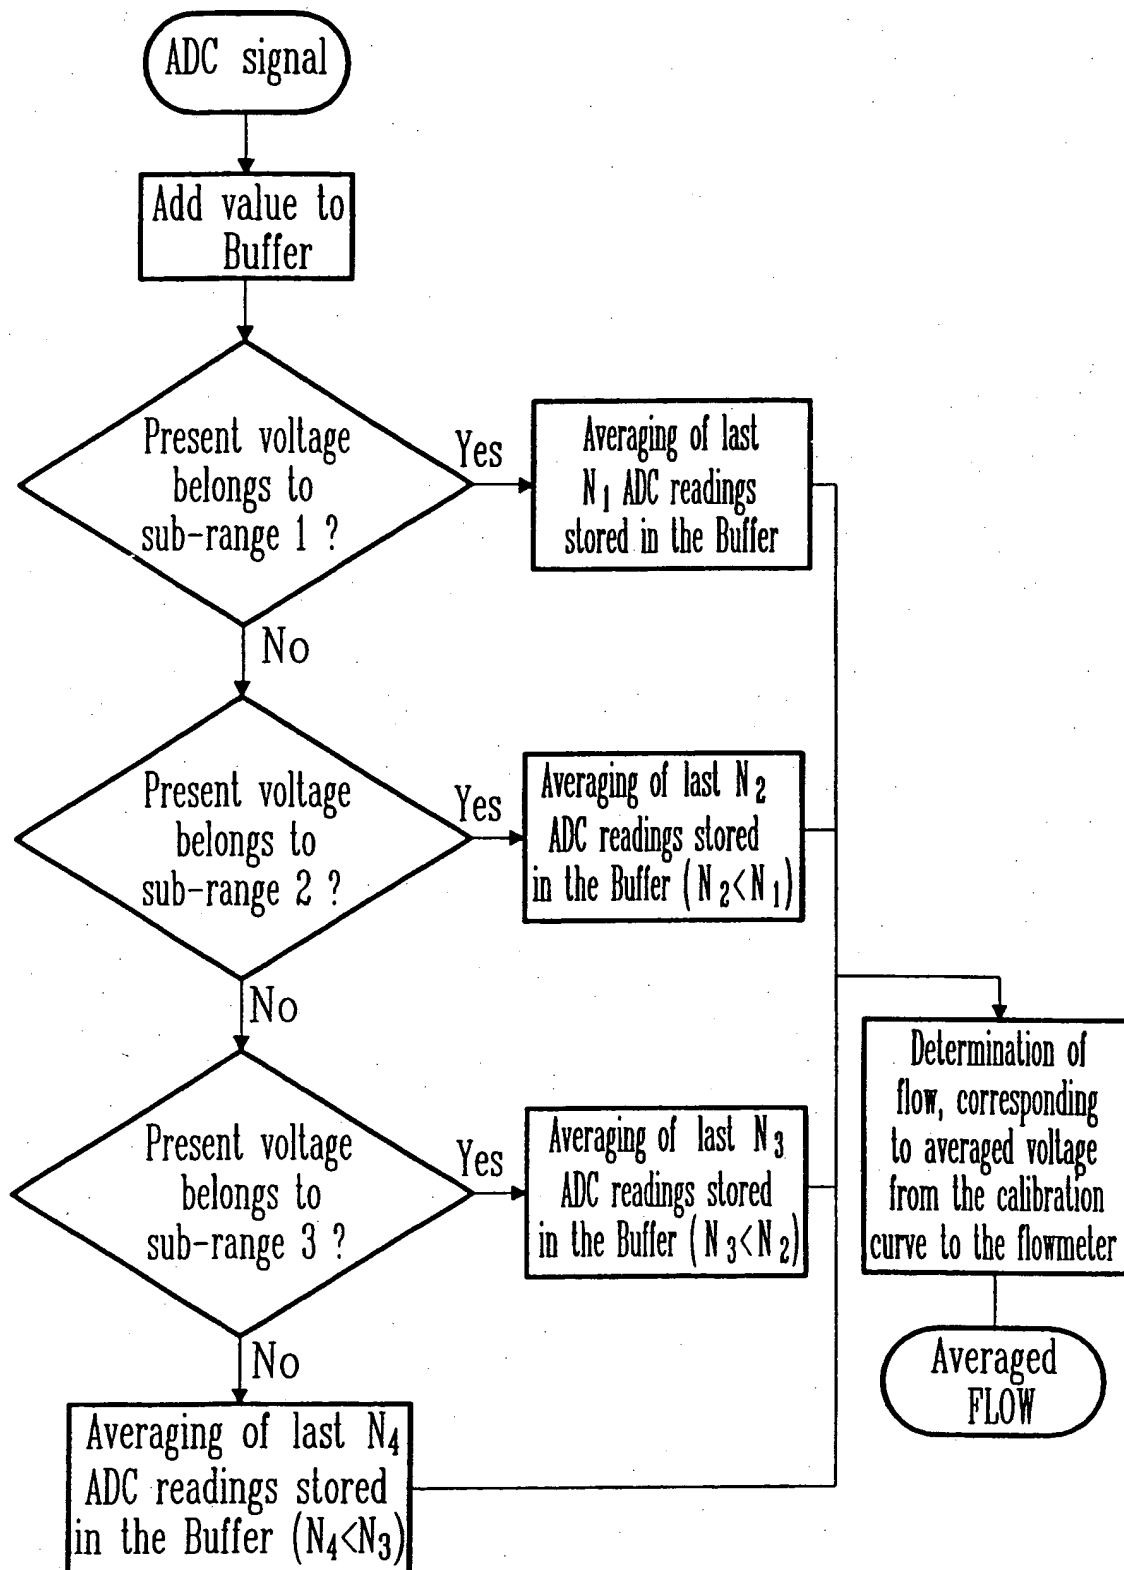 ADC signal
Add value to
Buffer
Present voltage
belongs to
sub-range 1 ?
Yes
Averaging of last
N1 ADC readings
stored in the Buffer
No
Present voltage
belongs to
sub-range 2 ?
Yes
Averaging of last N2
ADC readings stored
in the Buffer (N2<N1)
No
Present voltage
belongs to
sub-range 3 ?
Yes
Averaging of last N3
ADC readings stored
in the Buffer (N3<N2)
No
Averaging of last N4
ADC readings stored
in the Buffer (N4<N3)
Determination of
flow, corresponding
to averaged voltage
from the calibration
curve to the flowmeter
Averaged
FLOW